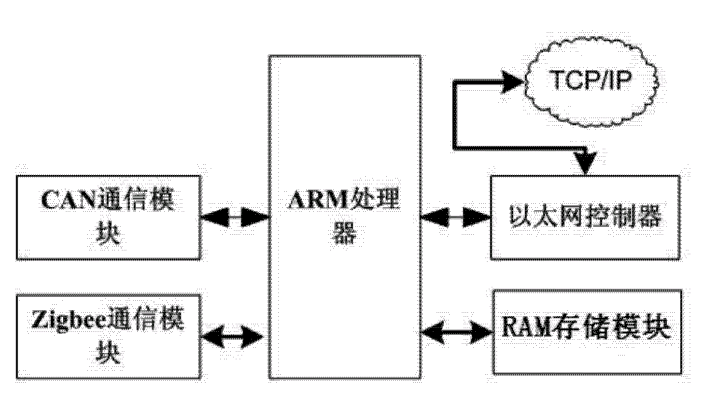 TCP/IP
CAN通信模
块
ARM处理
器
以太网控制器
Zigbee通信模
块
RAM存储模块